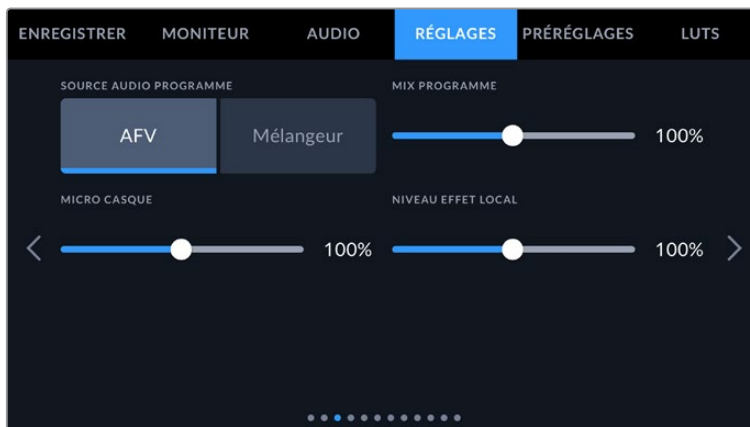 ENREGISTRER MONITEUR AUDIO RÉGLAGES PRÉRÉGLAGES LUTS
SOURCE AUDIO PROGRAMME MIX PROGRAMME
AFV Mélangeur 100%
MICRO CASQUE NIVEAU EFFET LOCAL
100% 100%